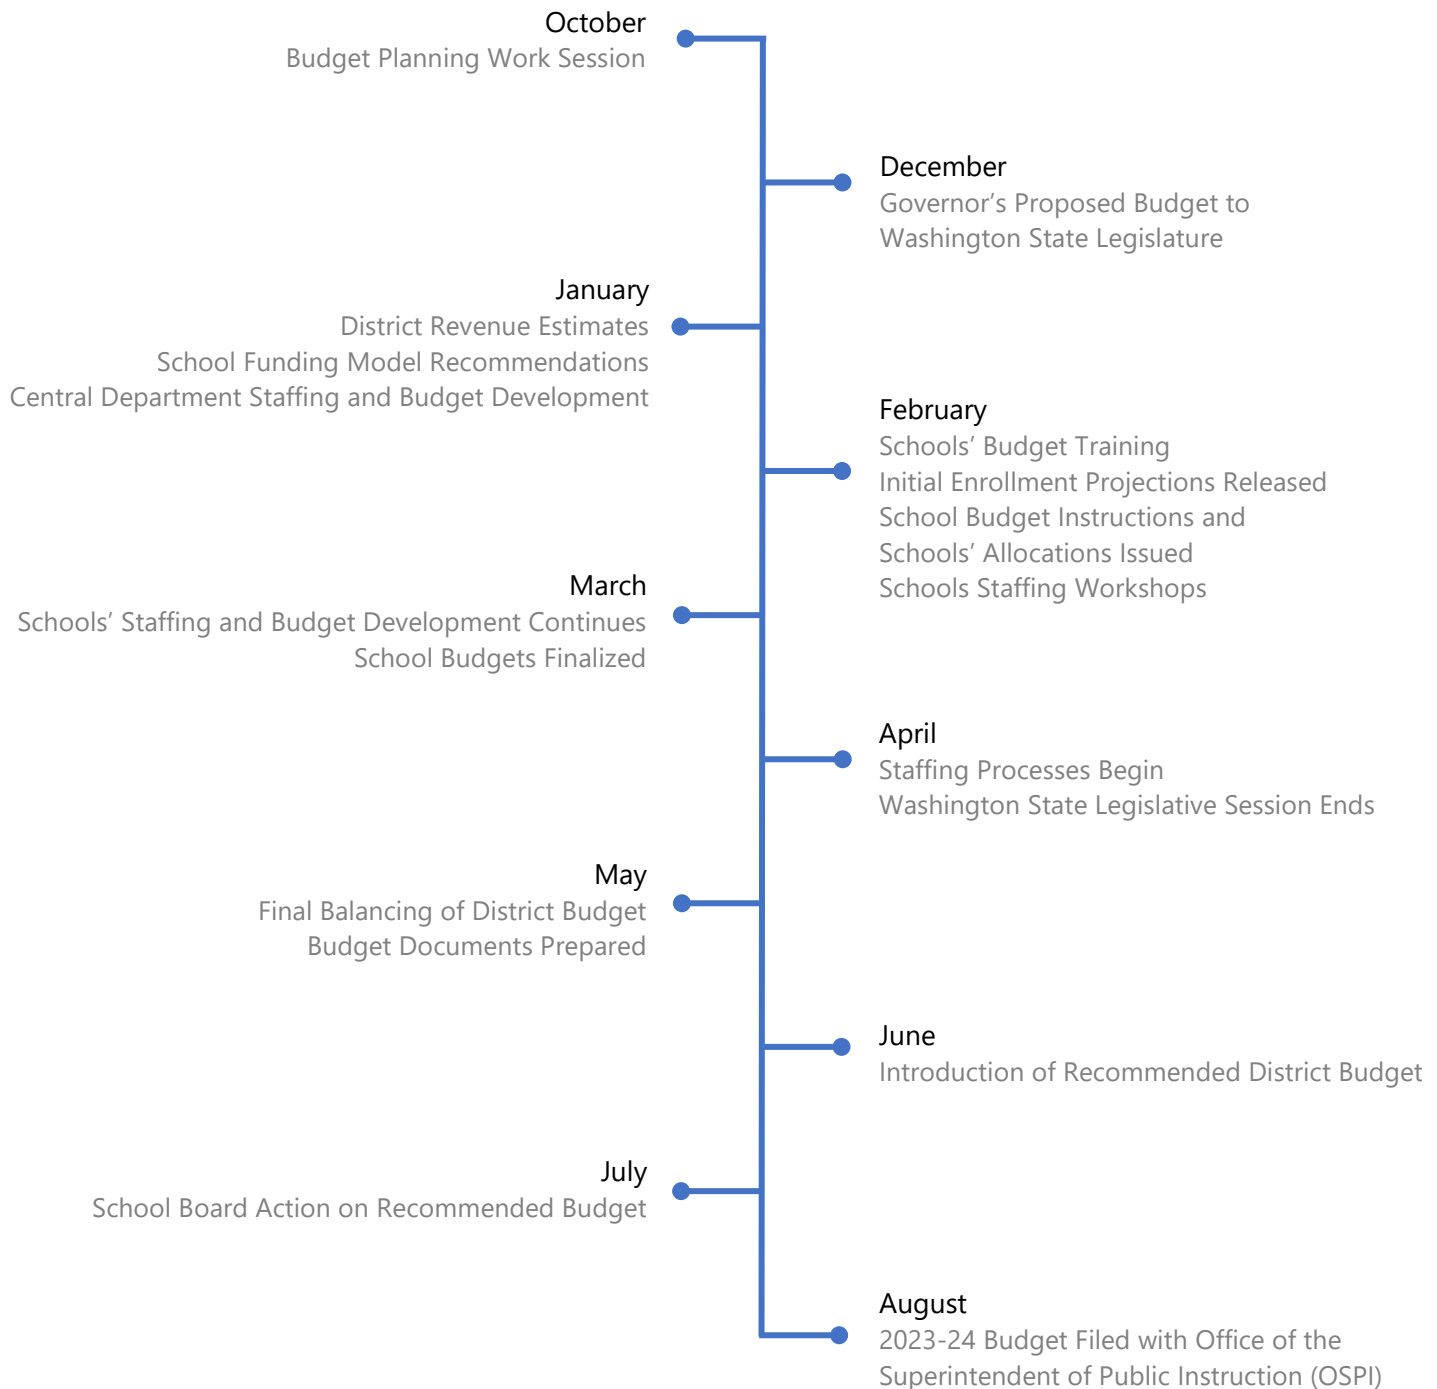 October
Budget Planning Work Session
December
Governor’s Proposed Budget to
Washington State Legislature
January
District Revenue Estimates
School Funding Model Recommendations
Central Department Staffing and Budget Development
February
Schools’ Budget Training
Initial Enrollment Projections Released
School Budget Instructions and
Schools’ Allocations Issued
Schools Staffing Workshops
March
Schools’ Staffing and Budget Development Continues
School Budgets Finalized
April
Staffing Processes Begin
Washington State Legislative Session Ends
May
Final Balancing of District Budget
Budget Documents Prepared
June
Introduction of Recommended District Budget
July
School Board Action on Recommended Budget
August
2023-24 Budget Filed with Office of the
Superintendent of Public Instruction (OSPI)